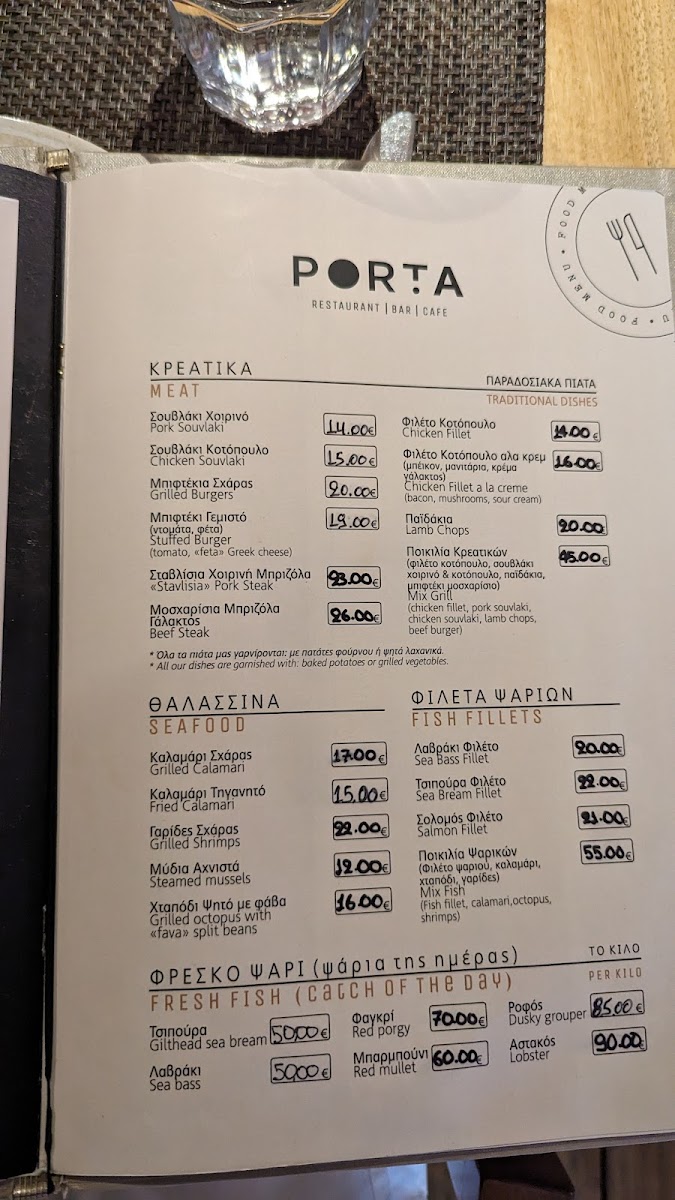 FOOD MENU • FOOD M
PORTA
RESTAURANT | BAR | CAFE
ΚΡΕΑΤΙΚΑ
MEAT
ΠΑΡΑΔΟΣΙΑΚΑ ΠΙΑΤΑ
TRADITIONAL DISHES
Σουβλάκι Χοιρινό
Pork Souvlaki
14.00€
Σουβλάκι Κοτόπουλο
Chicken Souvlaki
15.00€
Μπιφτέκια Σχάρας
Grilled Burgers
20.00€
Μπιφτέκι Γεμιστό
(ντομάτα, φέτα)
Stuffed Burger
(tomato, «feta» Greek cheese)
19.00€
Σταβλίσια Χοιρινή Μπριζόλα
«Stavlisia» Pork Steak
23.00€
Μοσχαρίσια Μπριζόλα
Γάλακτός
Beef Steak
26.00€
Φιλέτο Κοτόπουλο
Chicken Fillet
14.00€
Φιλέτο Κοτόπουλο αλα κρεμ
(μπέικον, μανιτάρια, κρέμα
γάλακτος)
Chicken Fillet a la creme
(bacon, mushrooms, sour cream)
16.00€
Παϊδάκια
Lamb Chops
20.00
Ποικιλία Κρεατικών
(φιλέτο κοτόπουλο, σουβλάκι
χοιρινό & κοτόπουλο, παϊδάκια,
μπιφτέκι μοσχαρίσιο)
Mix Grill
(chicken fillet, pork souvlaki,
chicken souvlaki, lamb chops,
beef burger)
45.00€
* Όλα τα πιάτα μας γαρνίρονται: με πατάτες φούρνου ή ψητά λαχανικά.
* All our dishes are garnished with: baked potatoes or grilled vegetables.
ΘΑΛΑΣΣΙΝΑ
SEAFOOD
Καλαμάρι Σχάρας
Grilled Calamari
17.00€
Καλαμάρι Τηγανητό
Fried Calamari
15.00€
Γαρίδες Σχάρας
Grilled Shrimps
22.00€
Μύδια Αχνιστά
Steamed mussels
12.00€
Χταπόδι Ψητό με φάβα
Grilled octopus with
«fava» split beans
16.00€
ΦΙΛΕΤΑ ΨΑΡΙΩΝ
FISH FILLETS
Λαβράκι Φιλέτο
Sea Bass Fillet
20.00€
Τσιπούρα Φιλέτο
Sea Bream Fillet
22.00€
Σολομός Φιλέτο
Salmon Fillet
21.00€
Ποικιλία Ψαρικών
(Φιλέτο ψαριού, καλαμάρι,
χταπόδι, γαρίδες)
Mix Fish
(Fish fillet, calamari,octopus,
shrimps)
55.00€
ΦΡΕΣΚΟ ΨΑΡΙ (ψάρια της ημέρας)
FRESH FISH (CATCH OF THE DAY)
ΤΟ ΚΙΛΟ
PER KILO
Τσιπούρα
Gilthead sea bream
50,00€
Λαβράκι
Sea bass
50,00€
Φαγκρί
Red porgy
70.00€
Μπαρμπούνι
Red mullet
60.00€
Ροφός
Dusky grouper
85.00€
Αστακός
Lobster
90.00€